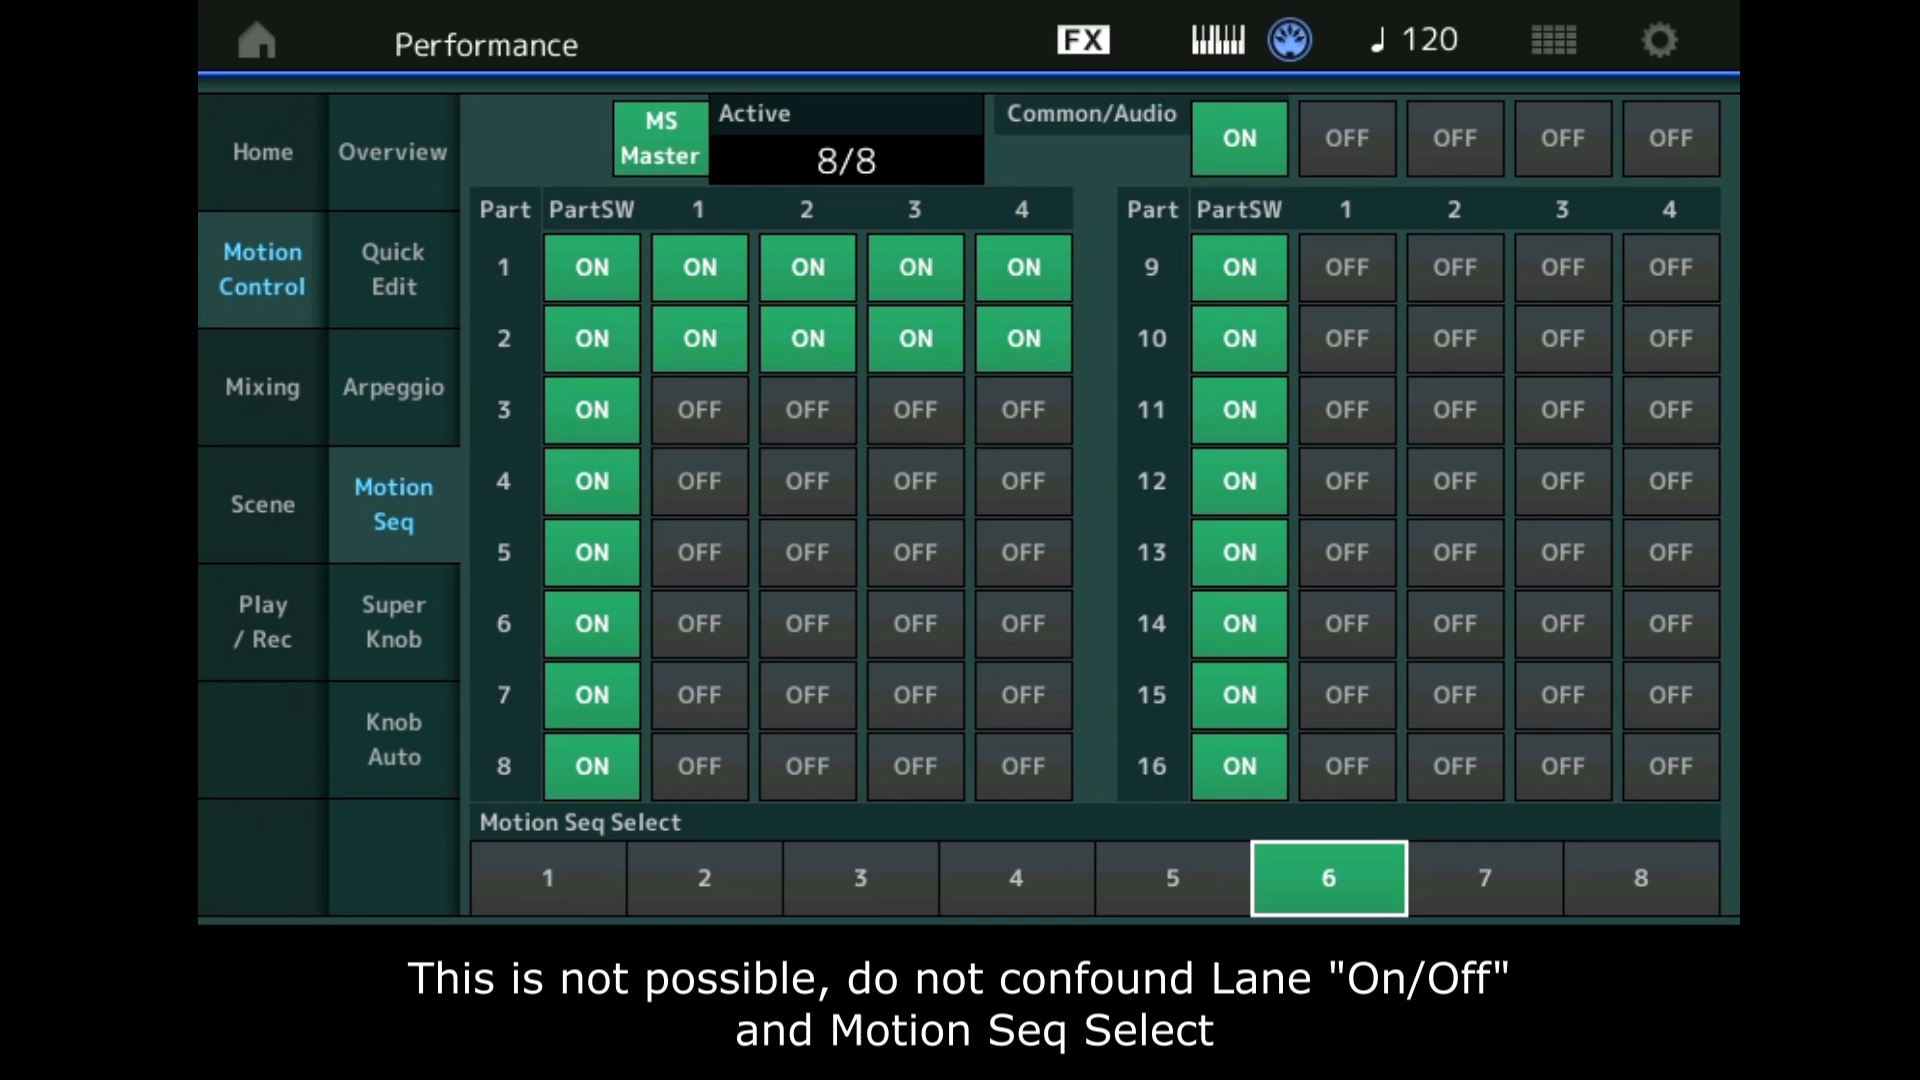 Performance FX 120
MS Master Active 8/8 Common/Audio ON OFF OFF OFF OFF
Home Overview
Motion Control Quick Edit
Mixing Arpeggio
Scene Motion Seq
Play / Rec Super Knob
Knob Auto
Part PartSW 1 2 3 4 Part PartSW 1 2 3 4
1 ON ON ON ON ON 9 ON OFF OFF OFF OFF
2 ON ON ON ON ON 10 ON OFF OFF OFF OFF
3 ON OFF OFF OFF OFF 11 ON OFF OFF OFF OFF
4 ON OFF OFF OFF OFF 12 ON OFF OFF OFF OFF
5 ON OFF OFF OFF OFF 13 ON OFF OFF OFF OFF
6 ON OFF OFF OFF OFF 14 ON OFF OFF OFF OFF
7 ON OFF OFF OFF OFF 15 ON OFF OFF OFF OFF
8 ON OFF OFF OFF OFF 16 ON OFF OFF OFF OFF
Motion Seq Select
1 2 3 4 5 6 7 8
This is not possible, do not confound Lane "On/Off"
and Motion Seq Select